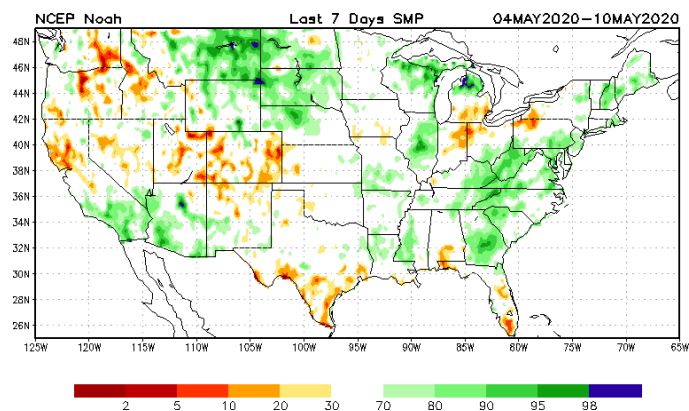 NCEP Noah Last 7 Days SMP 04MAY2020-10MAY2020
48N
46N
44N
42N
40N
38N
36N
34N
32N
30N
28N
26N
125W 120W 115W 110W 105W 100W 95W 90W 85W 80W 75W 70W 65W
2 5 10 20 30 70 80 90 95 98